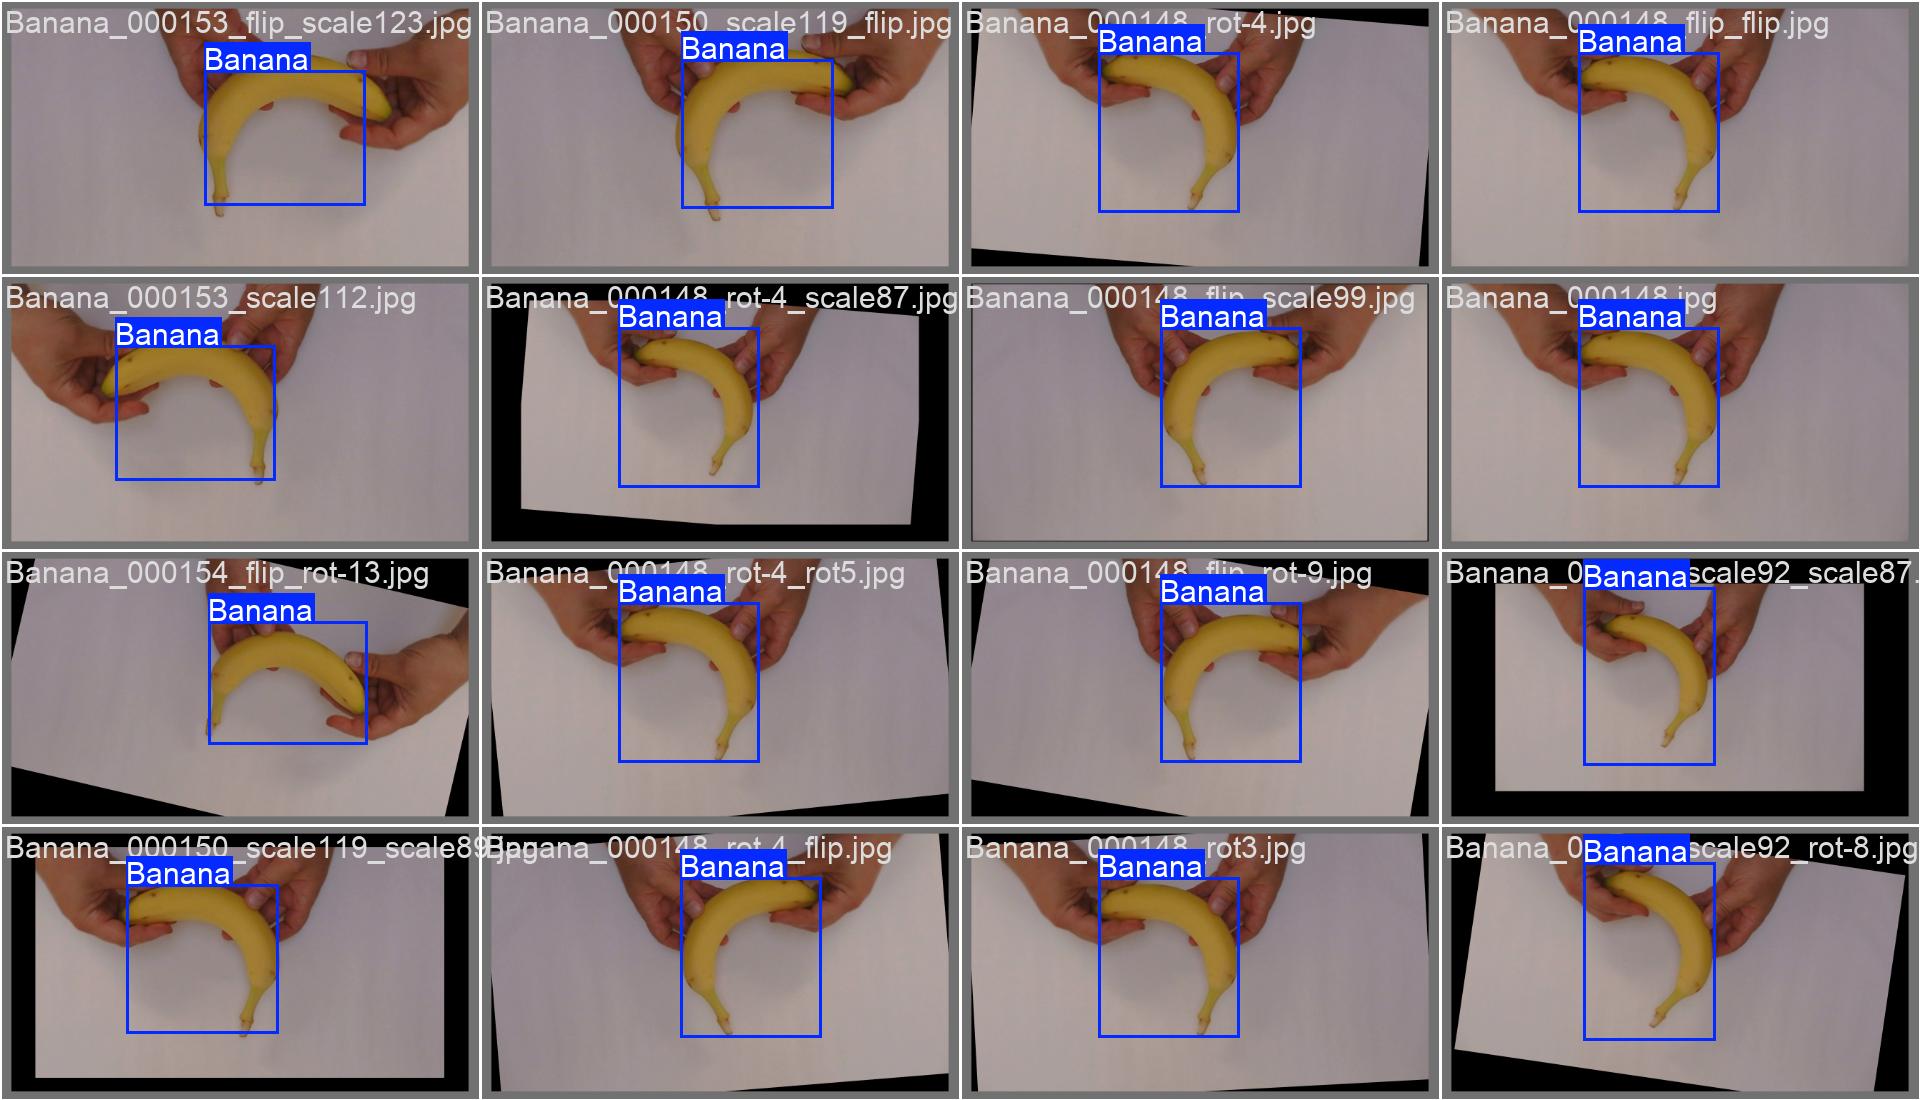 Banana_000153_flip_scale123.jpg
Banana
Banana_000150_scale119_flip.jpg
Banana
Banana_000148_rot-4.jpg
Banana
Banana_000148_flip_flip.jpg
Banana
Banana_000153_scale112.jpg
Banana
Banana_000148_rot-4_scale87.jpg
Banana
Banana_000148_flip_scale99.jpg
Banana
Banana_000148.jpg
Banana
Banana_000154_flip_rot-13.jpg
Banana
Banana_000148_rot-4_rot5.jpg
Banana
Banana_000148_flip_rot-9.jpg
Banana
Banana_0 scale92_scale87.
Banana
Banana_000150_scale119_scale89.jpg
Banana
Banana_000148_rot-4_flip.jpg
Banana
Banana_000148_rot3.jpg
Banana
Banana_0 scale92_rot-8.jpg
Banana